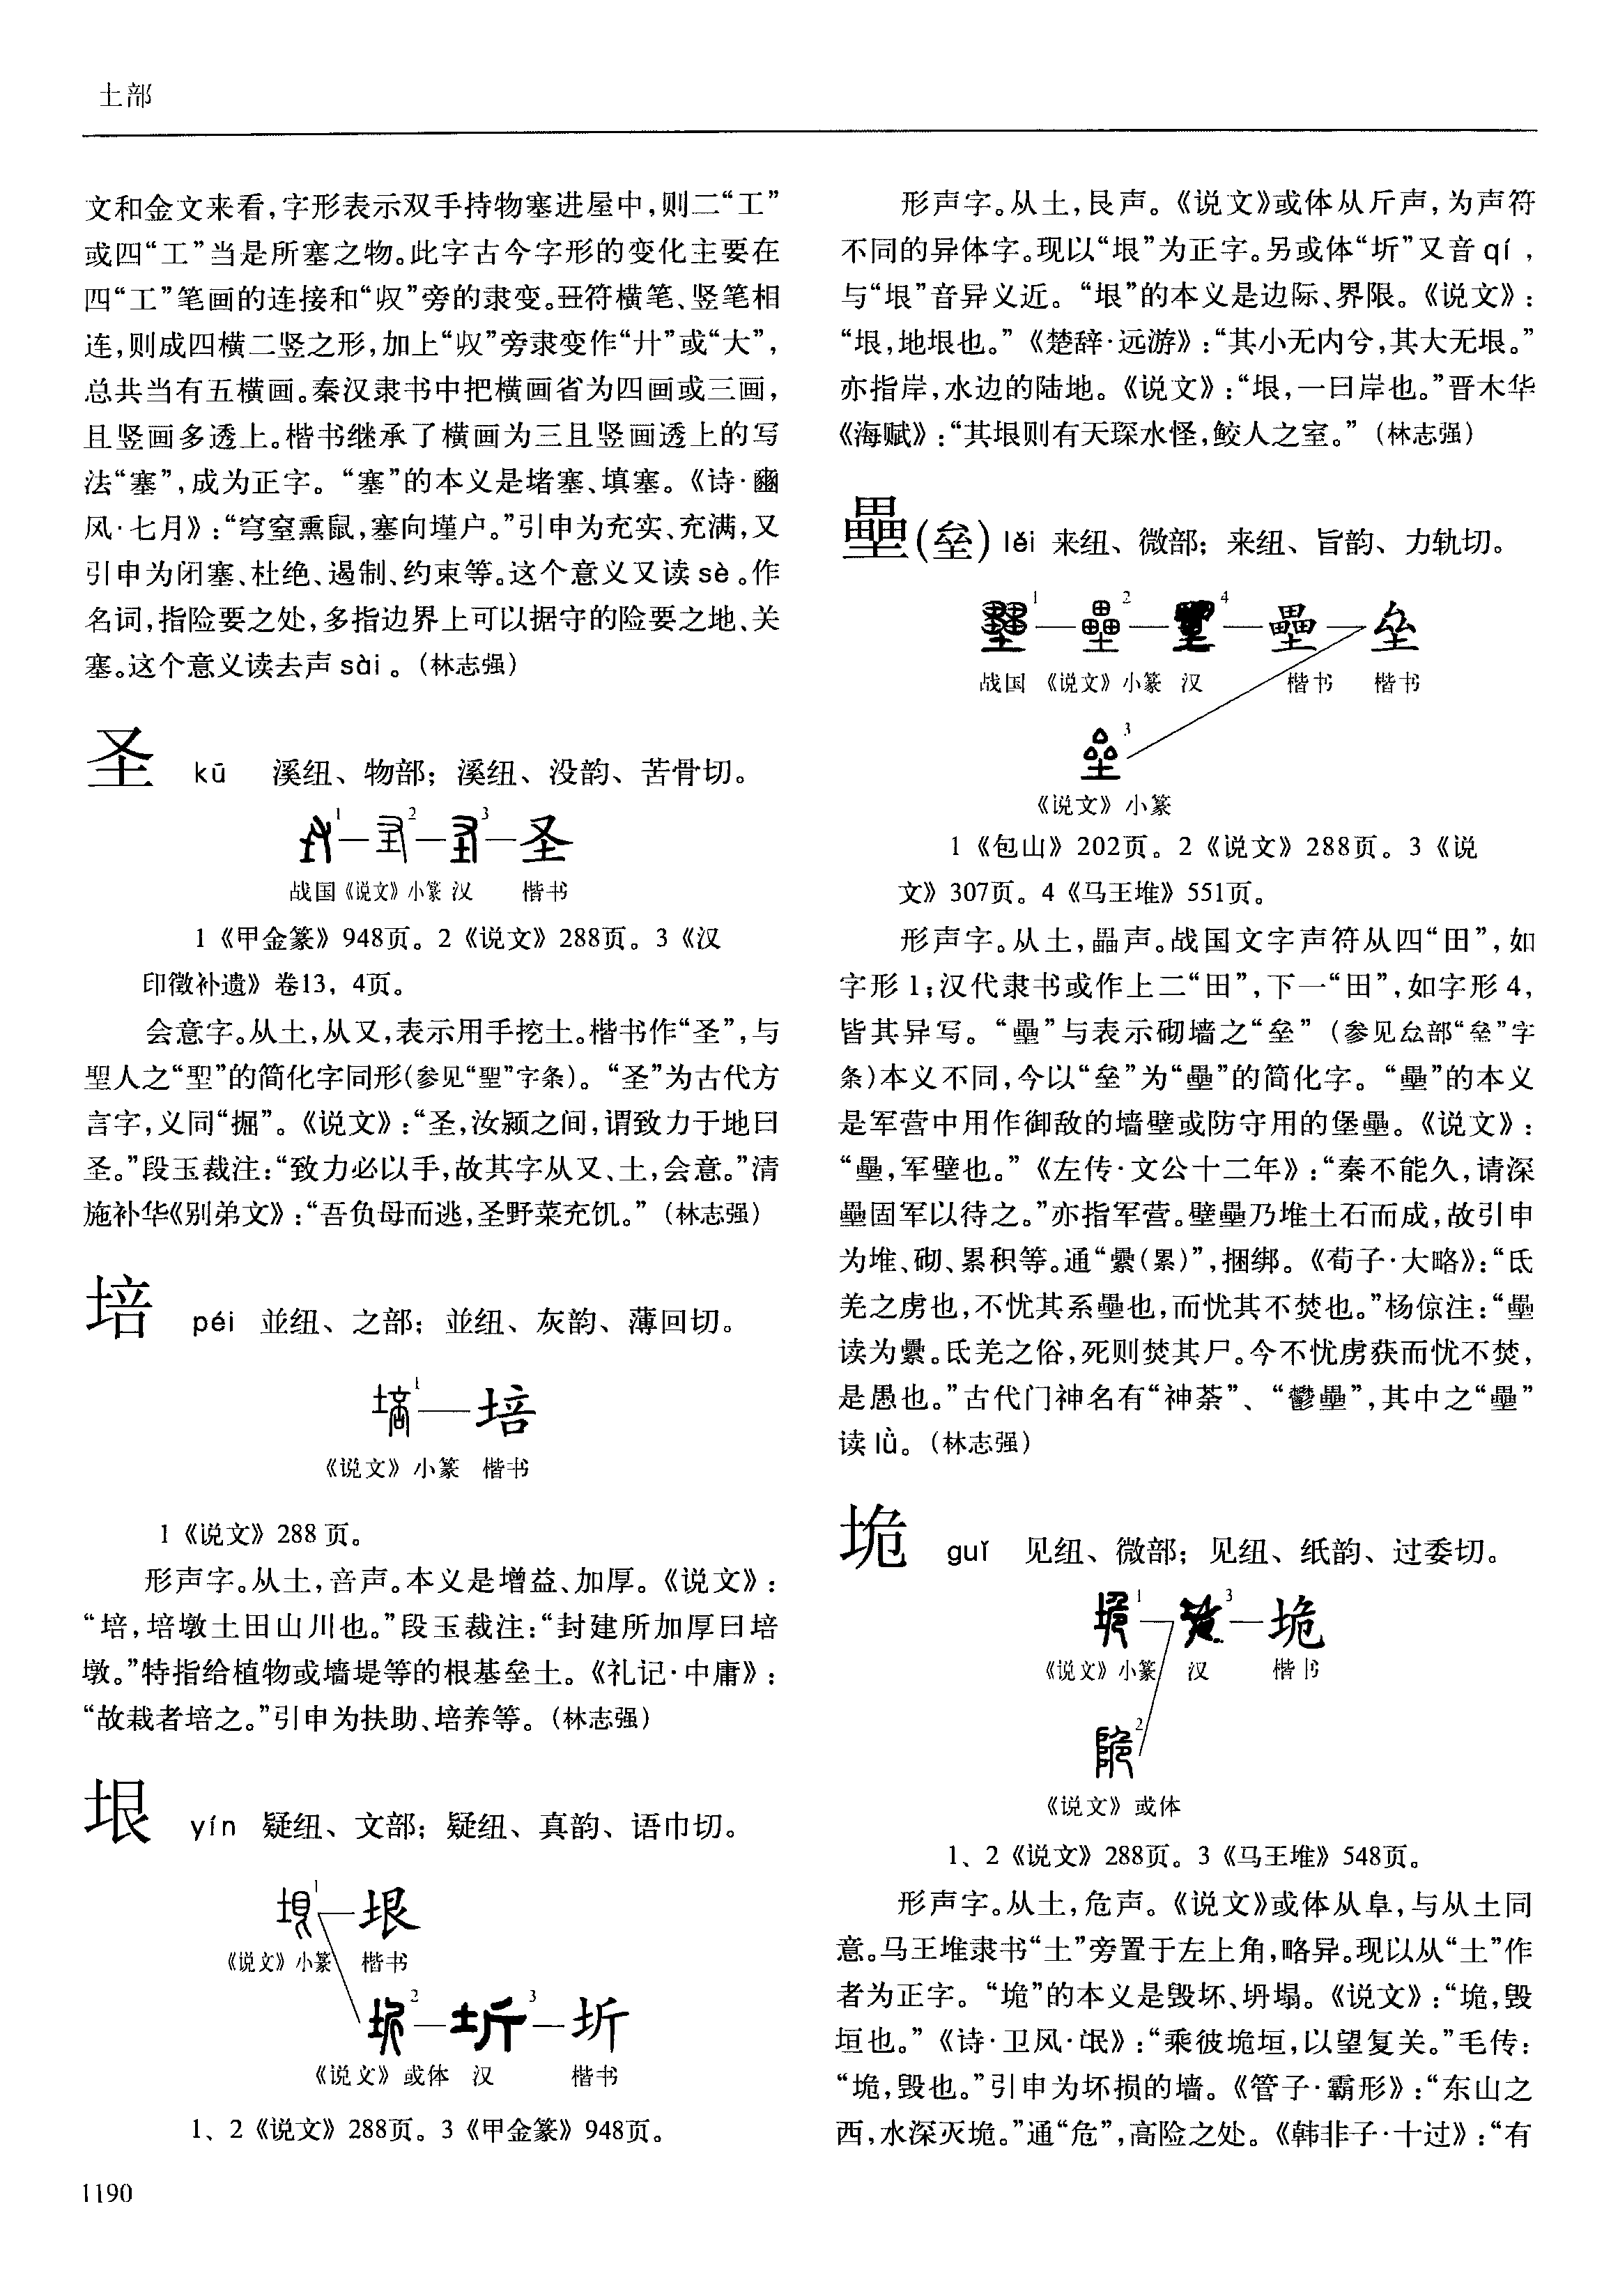 土部
文和金文来看,字形表示双手持物塞进屋中,则二“工”
或四“工”当是所塞之物。此字古今字形的变化主要在
四“工”笔画的连接和“𠬞”旁的隶变。㠭符横笔、竖笔相
连,则成四横二竖之形,加上“𠬞”旁隶变作“廾”或“大”,
总共当有五横画。秦汉隶书中把横画省为四画或三画,
且竖画多透上。楷书继承了横画为三且竖画透上的写
法“塞”,成为正字。“塞”的本义是堵塞、填塞。《诗·豳
风·七月》:“穹窒熏鼠,塞向墐户。”引申为充实、充满,又
引申为闭塞、杜绝、遏制、约束等。这个意义又读 sè。作
名词,指险要之处,多指边界上可以据守的险要之地、关
塞。这个意义读去声 sài。(林志强)
圣 kū 溪纽、物部;溪纽、没韵、苦骨切。
1 2 3 圣
战国《说文》小篆 汉 楷书
1《甲金篆》948页。2《说文》288页。3《汉
印徵补遗》卷13,4页。
会意字。从土,从又,表示用手挖土。楷书作“圣”,与
聖人之“聖”的简化字同形(参见“聖”字条)。“圣”为古代方
言字,义同“掘”。《说文》:“圣,汝颍之间,谓致力于地曰
圣。”段玉裁注:“致力必以手,故其字从又、土,会意。”清
施补华《别弟文》:“吾负母而逃,圣野菜充饥。”(林志强)
培 péi 並纽、之部;並纽、灰韵、薄回切。
1 培
《说文》小篆 楷书
1《说文》288 页。
形声字。从土,咅声。本义是增益、加厚。《说文》:
“培,培墩土田山川也。”段玉裁注:“封建所加厚曰培
墩。”特指给植物或墙堤等的根基垒土。《礼记·中庸》:
“故栽者培之。”引申为扶助、培养等。(林志强)
垠 yín 疑纽、文部;疑纽、真韵、语巾切。
1 垠
《说文》小篆 楷书
2 3 圻
《说文》或体 汉 楷书
1、2《说文》288页。3《甲金篆》948页。
1190
形声字。从土,艮声。《说文》或体从斤声,为声符
不同的异体字。现以“垠”为正字。另或体“圻”又音 qí,
与“垠”音异义近。“垠”的本义是边际、界限。《说文》:
“垠,地垠也。”《楚辞·远游》:“其小无内兮,其大无垠。”
亦指岸,水边的陆地。《说文》:“垠,一曰岸也。”晋木华
《海赋》:“其垠则有天琛水怪,鲛人之室。”(林志强)
壘(垒) lěi 来纽、微部;来纽、旨韵、力轨切。
1 2 4 壘 垒
战国 《说文》小篆 汉 楷书 楷书
3
《说文》小篆
1《包山》202页。2《说文》288页。3《说
文》307页。4《马王堆》551页。
形声字。从土,畾声。战国文字声符从四“田”,如
字形 1;汉代隶书或作上二“田”,下一“田”,如字形 4,
皆其异写。“壘”与表示砌墙之“垒”(参见厽部“垒”字
条)本义不同,今以“垒”为“壘”的简化字。“壘”的本义
是军营中用作御敌的墙壁或防守用的堡壘。《说文》:
“壘,军壁也。”《左传·文公十二年》:“秦不能久,请深
壘固军以待之。”亦指军营。壁壘乃堆土石而成,故引申
为堆、砌、累积等。通“纍(累)”,捆绑。《荀子·大略》:“氐
羌之虏也,不忧其系壘也,而忧其不焚也。”杨倞注:“壘
读为纍。氐羌之俗,死则焚其尸。今不忧虏获而忧不焚,
是愚也。”古代门神名有“神荼”、“鬱壘”,其中之“壘”
读 lǜ。(林志强)
垝 guǐ 见纽、微部;见纽、纸韵、过委切。
1 3 垝
《说文》小篆 汉 楷书
2
《说文》或体
1、2《说文》288页。3《马王堆》548页。
形声字。从土,危声。《说文》或体从阜,与从土同
意。马王堆隶书“土”旁置于左上角,略异。现以从“土”作
者为正字。“垝”的本义是毁坏、坍塌。《说文》:“垝,毁
垣也。”《诗·卫风·氓》:“乘彼垝垣,以望复关。”毛传:
“垝,毁也。”引申为坏损的墙。《管子·霸形》:“东山之
西,水深灭垝。”通“危”,高险之处。《韩非子·十过》:“有